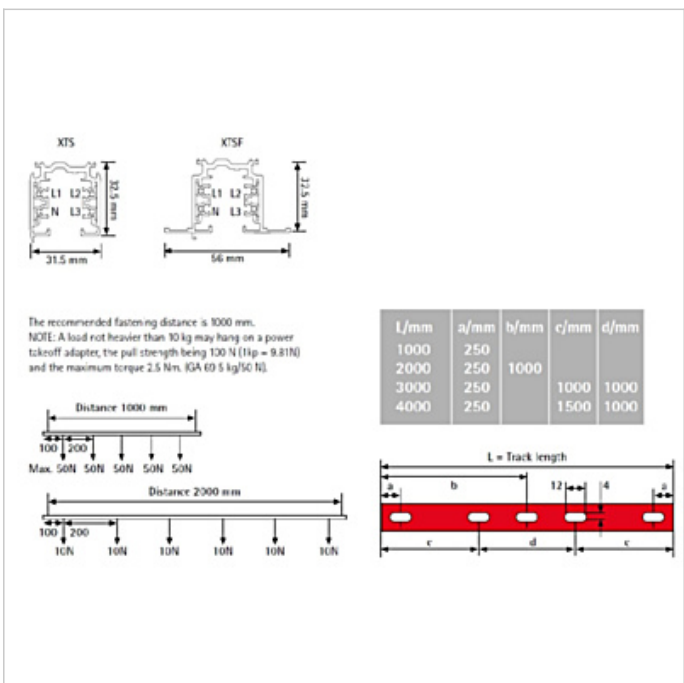 XTS
XTSF
L1 L2
N L3
32.5 mm
31.5 mm
L1 L2
N L3
32.5 mm
56 mm
The recommended fastening distance is 1000 mm.
NOTE: A load not heavier than 10 kg may hang on a power
takeoff adapter, the pull strength being 100 N (1kp = 9.81N)
and the maximum torque 2.5 Nm. (GA 69 5 kg/50 N).
L/mm a/mm b/mm c/mm d/mm
1000 250
2000 250 1000
3000 250 1000 1000
4000 250 1500 1000
Distance 1000 mm
100 200
Max. 50N 50N 50N 50N 50N
Distance 2000 mm
100 200
10N 10N 10N 10N 10N 10N
L = Track length
a b 12 4 a
c d c